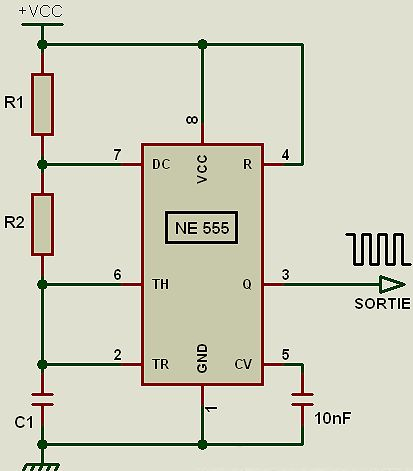 +VCC
R1
8
7
DC
VCC
R
4
R2
NE 555
6
TH
Q
3
SORTIE
2
TR
GND
CV
5
C1
1
10nF